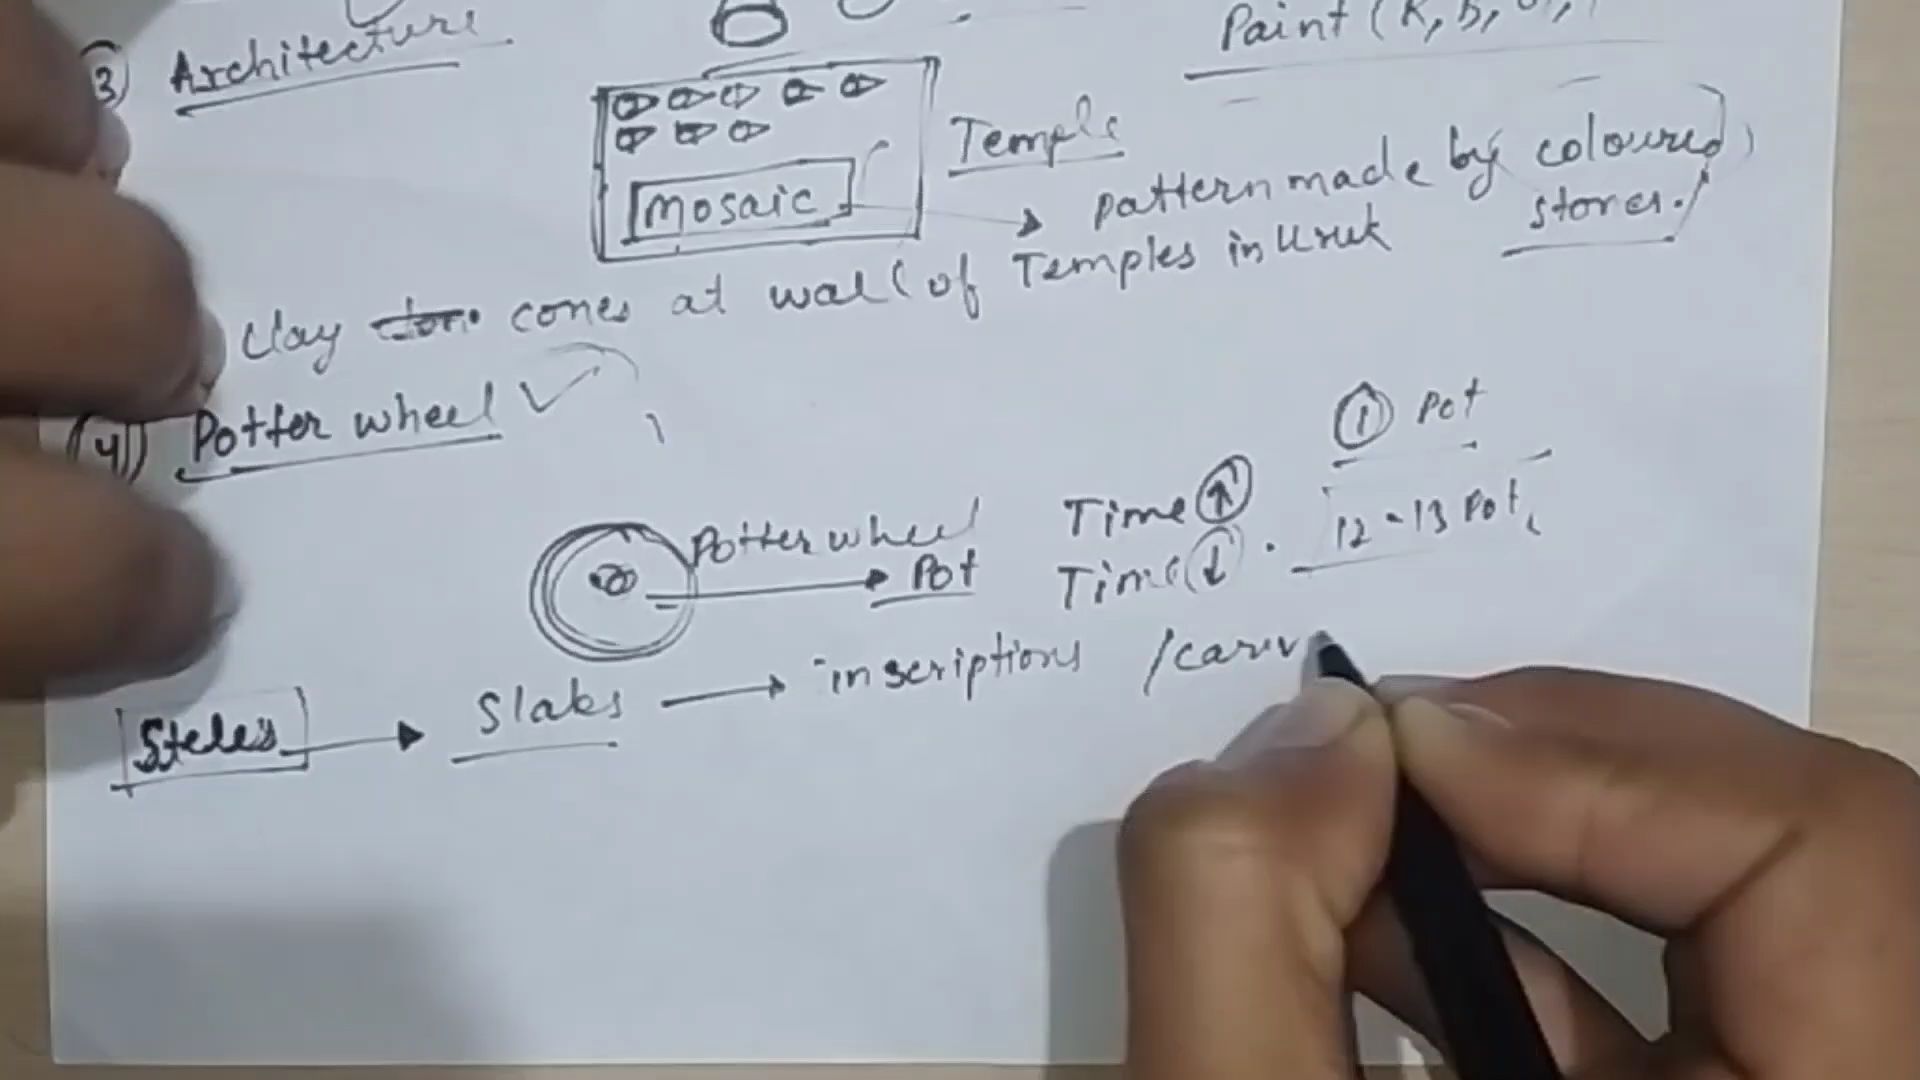 Paint (R, B,
3 Architecture
Temple
mosaic
pattern made by coloured
stones.
clay cones at wall of Temples in Uruk
(4) Potter wheel ✓
1 Pot
Potter wheel
Time ↑
12-13 Pot
Pot
Time ↓
Steles
Slabs
inscriptions /carv